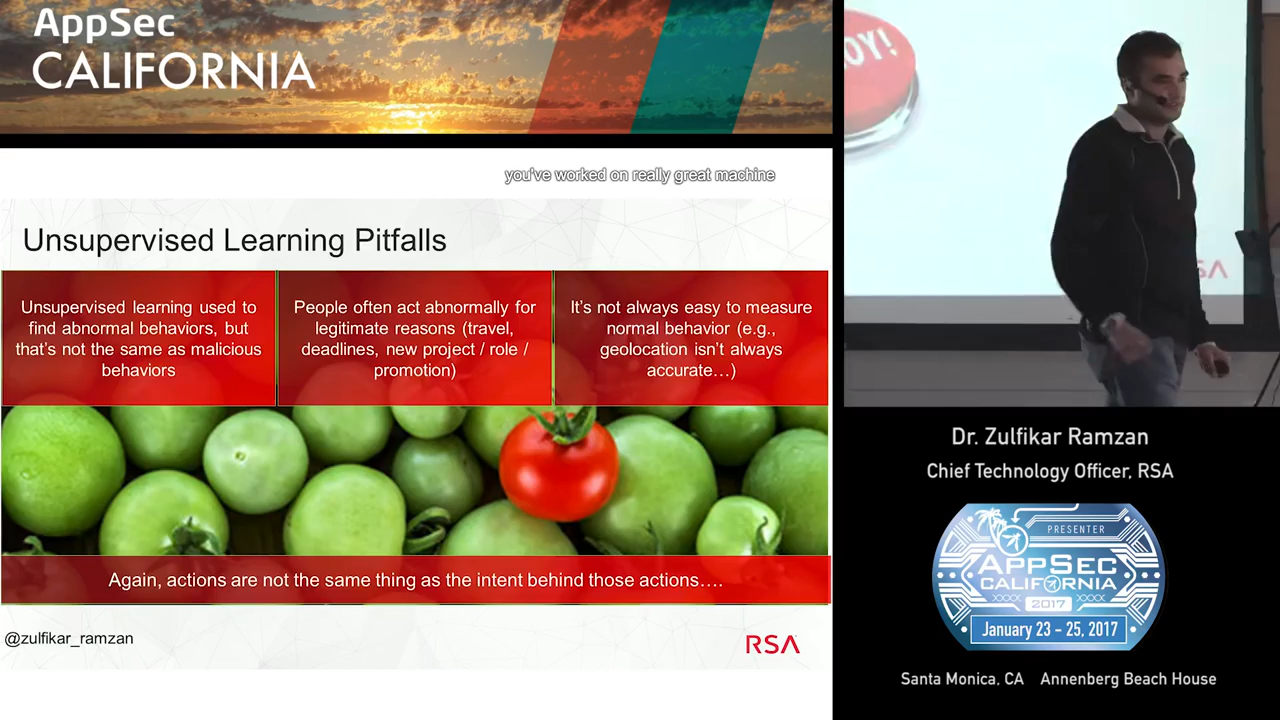 AppSec
CALIFORNIA
you've worked on really great machine
Unsupervised Learning Pitfalls
Unsupervised learning used to
find abnormal behaviors, but
that's not the same as malicious
behaviors
People often act abnormally for
legitimate reasons (travel,
deadlines, new project / role /
promotion)
It's not always easy to measure
normal behavior (e.g.,
geolocation isn't always
accurate…)
Again, actions are not the same thing as the intent behind those actions….
@zulfikar_ramzan
RSA
Dr. Zulfikar Ramzan
Chief Technology Officer, RSA
PRESENTER
APPSEC
CALIFORNIA
2017
January 23 - 25, 2017
Santa Monica, CA Annenberg Beach House